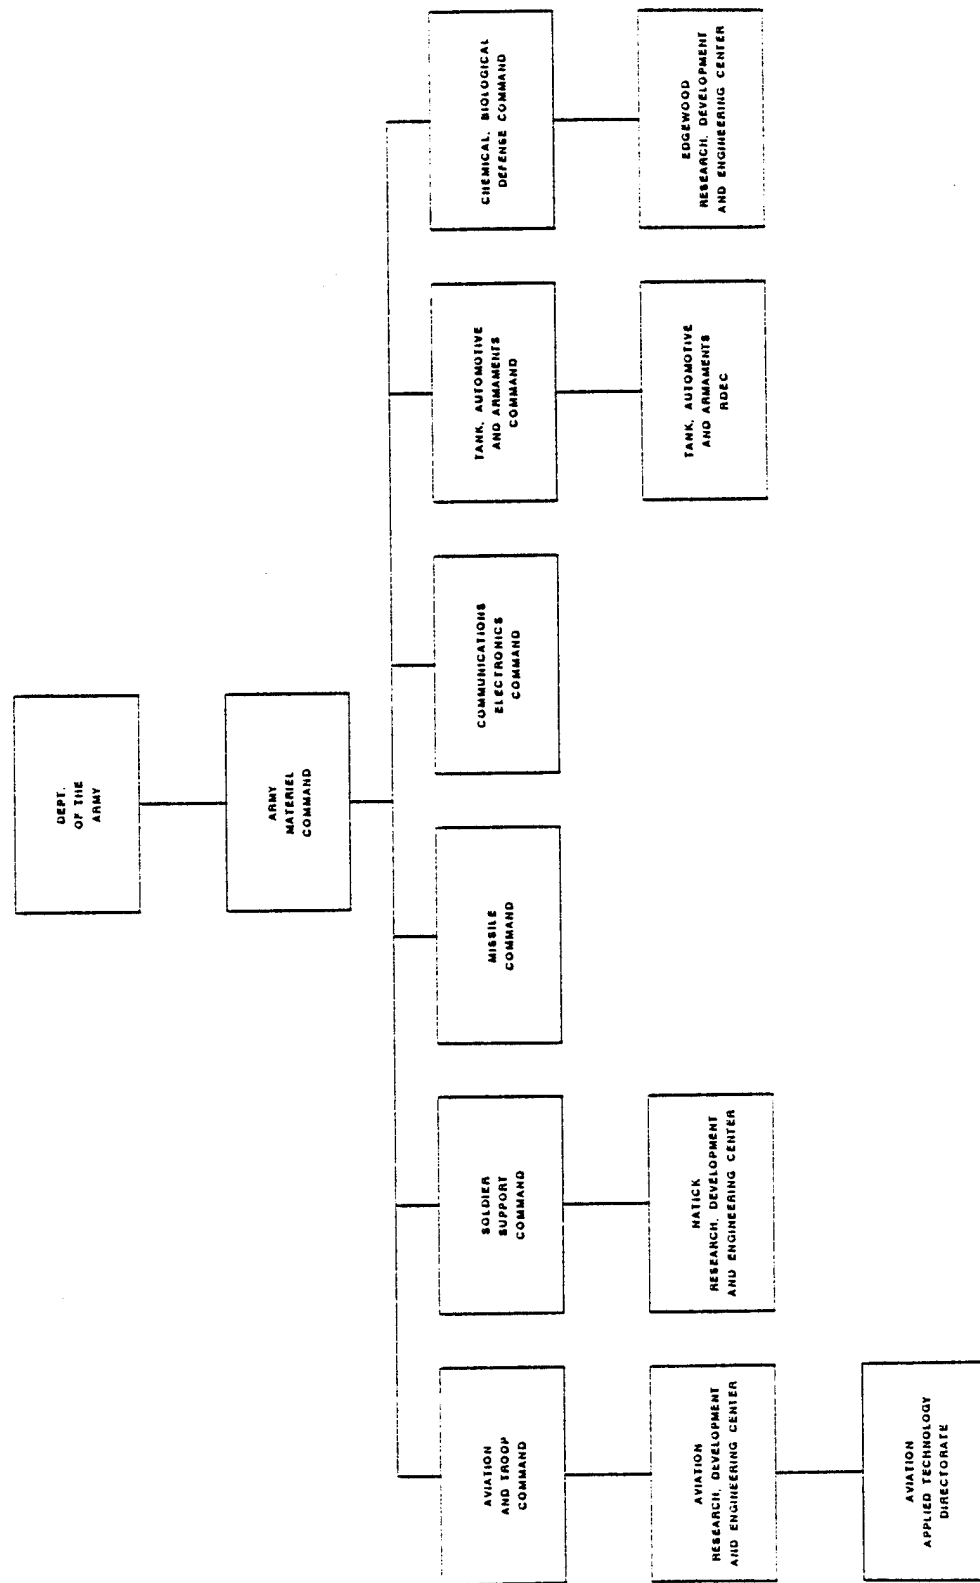 DEPT.
OF THE
ARMY
ARMY
MATERIEL
COMMAND
AVIATION
AND TROOP
COMMAND
SOLDIER
SUPPORT
COMMAND
MISSILE
COMMAND
COMMUNICATIONS
ELECTRONICS
COMMAND
TANK, AUTOMOTIVE
AND ARMAMENTS
COMMAND
CHEMICAL, BIOLOGICAL
DEFENSE COMMAND
AVIATION
RESEARCH, DEVELOPMENT
AND ENGINEERING CENTER
NATICK
RESEARCH, DEVELOPMENT
AND ENGINEERING CENTER
TANK, AUTOMOTIVE
AND ARMAMENTS
RDEC
EDGEWOOD
RESEARCH, DEVELOPMENT
AND ENGINEERING CENTER
AVIATION
APPLIED TECHNOLOGY
DIRECTORATE